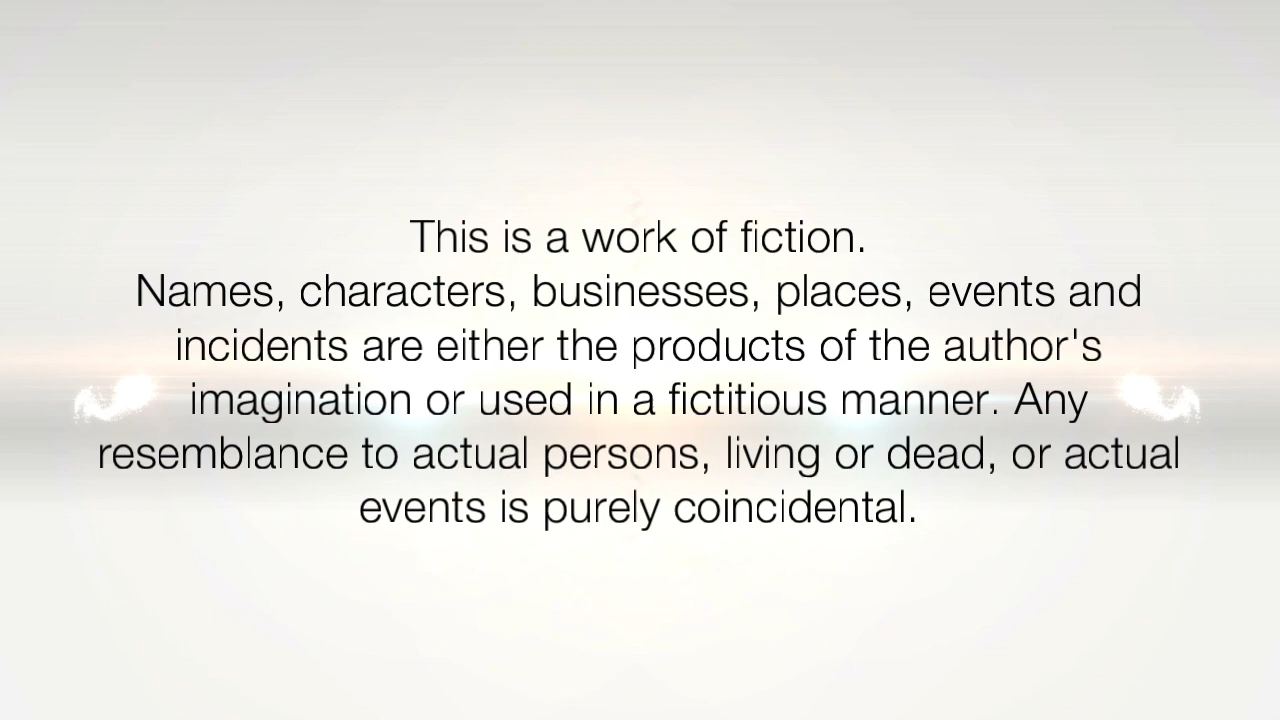 This is a work of fiction.
Names, characters, businesses, places, events and
incidents are either the products of the author's
imagination or used in a fictitious manner. Any
resemblance to actual persons, living or dead, or actual
events is purely coincidental.